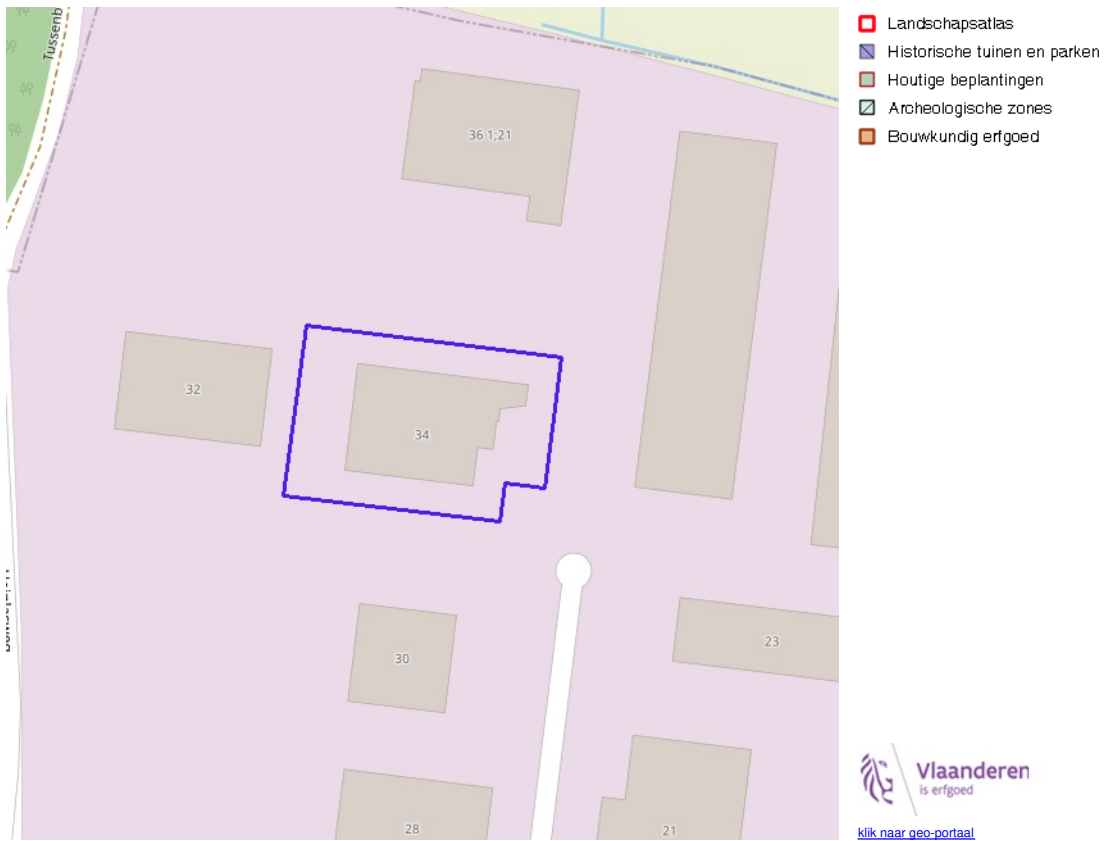 Tussenb
36 1;21
32
34
30
23
28
21
Landschapsatlas
Historische tuinen en parken
Houtige beplantingen
Archeologische zones
Bouwkundig erfgoed
Vlaanderen
is erfgoed
klik naar geo-portaal